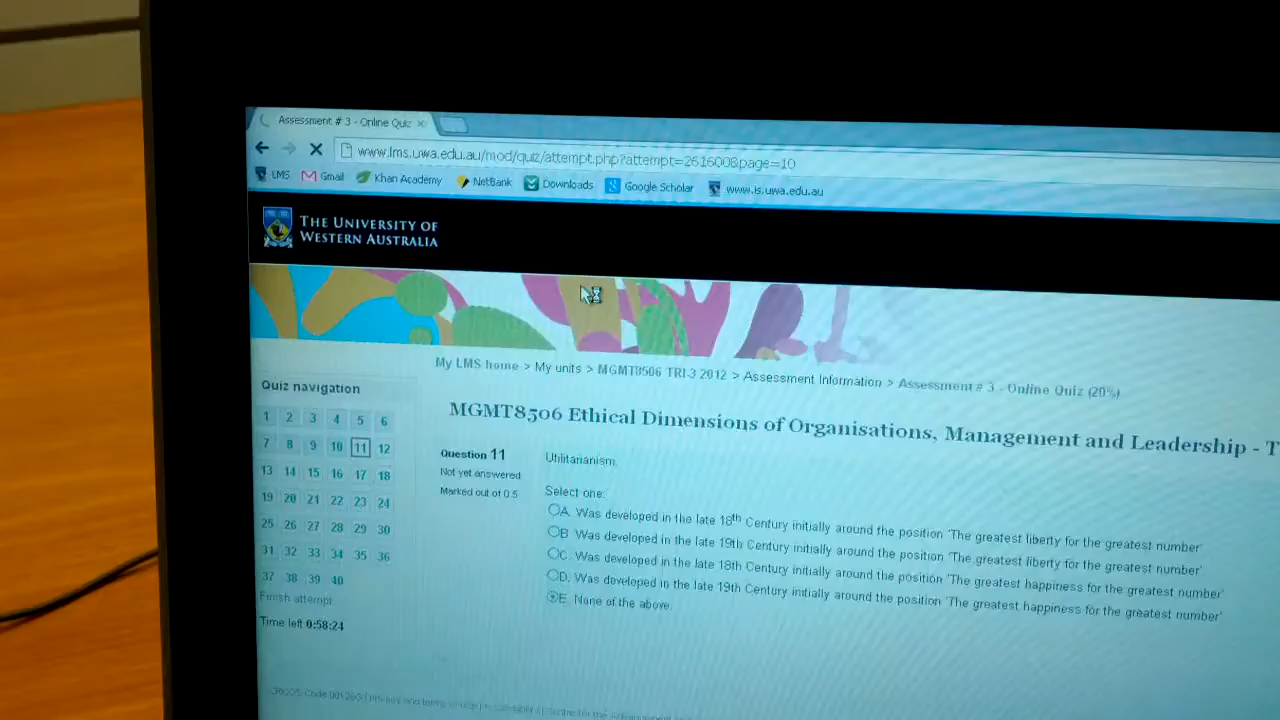 Assessment # 3 - Online Quiz
www.lms.uwa.edu.au/mod/quiz/attempt.php?attempt=261600&page=10
LMS Gmail Khan Academy NetBank Downloads Google Scholar www.is.uwa.edu.au
THE UNIVERSITY OF
WESTERN AUSTRALIA
My LMS home > My units > MGMT8506 TRI-3 2012 > Assessment Information > Assessment # 3 - Online Quiz (20%)
MGMT8506 Ethical Dimensions of Organisations, Management and Leadership - T
Quiz navigation
1 2 3 4 5 6
7 8 9 10 11 12
13 14 15 16 17 18
19 20 21 22 23 24
25 26 27 28 29 30
31 32 33 34 35 36
37 38 39 40
Finish attempt
Time left 0:58:24
Question 11
Not yet answered
Marked out of 0.5
Utilitarianism
Select one:
A. Was developed in the late 18th Century initially around the position 'The greatest liberty for the greatest number'
B. Was developed in the late 19th Century initially around the position 'The greatest liberty for the greatest number'
C. Was developed in the late 18th Century initially around the position 'The greatest happiness for the greatest number'
D. Was developed in the late 19th Century initially around the position 'The greatest happiness for the greatest number'
E. None of the above.
CRICOS Code